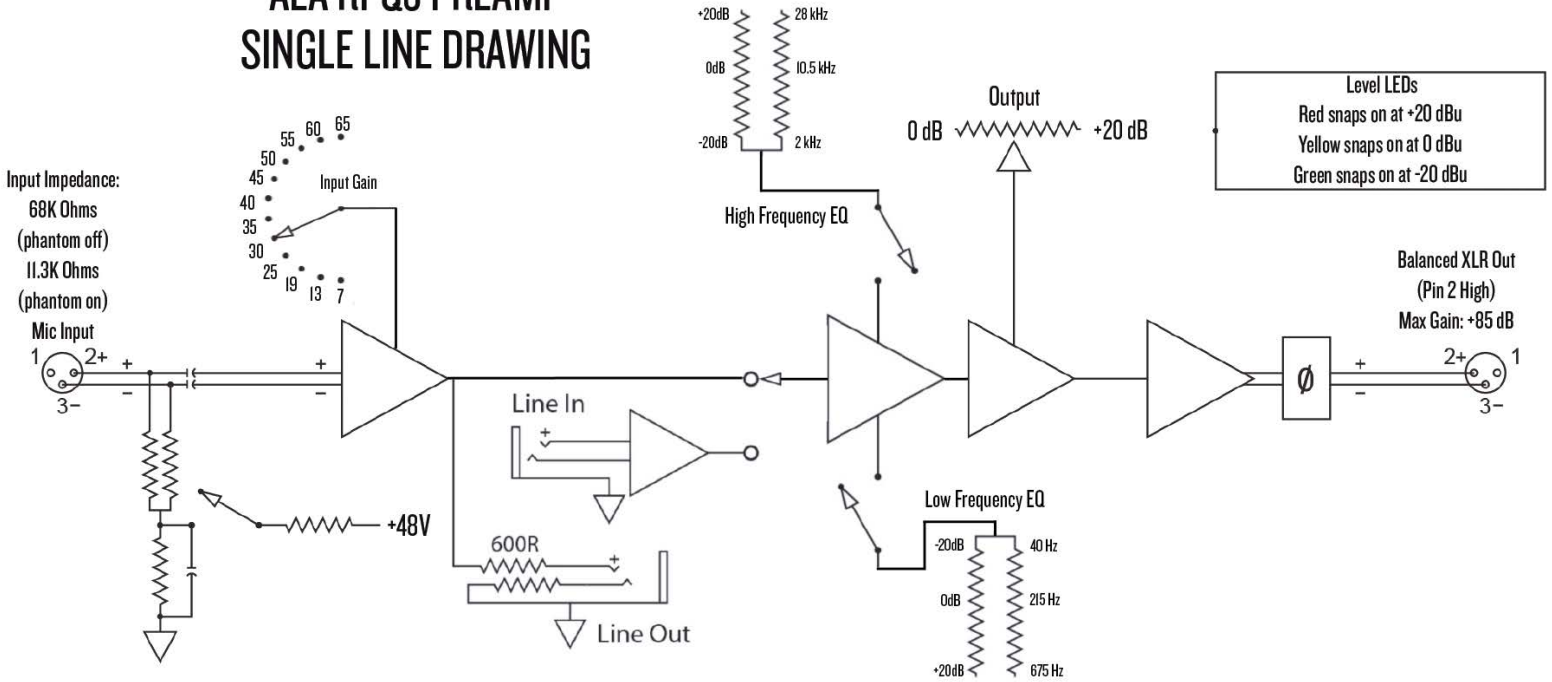 SINGLE LINE DRAWING
+20dB
28 kHz
0dB
10.5 kHz
-20dB
2 kHz
High Frequency EQ
Output
0 dB
+20 dB
Level LEDs
Red snaps on at +20 dBu
Yellow snaps on at 0 dBu
Green snaps on at -20 dBu
65
60
55
50
45
40
35
30
25
19
13
7
Input Gain
Input Impedance:
68K Ohms
(phantom off)
11.3K Ohms
(phantom on)
Mic Input
1
2+
3-
+
-
+
-
+48V
Line In
+
600R
+
Line Out
Low Frequency EQ
-20dB
40 Hz
0dB
215 Hz
+20dB
675 Hz
Ø
Balanced XLR Out
(Pin 2 High)
Max Gain: +85 dB
+
-
2+
1
3-